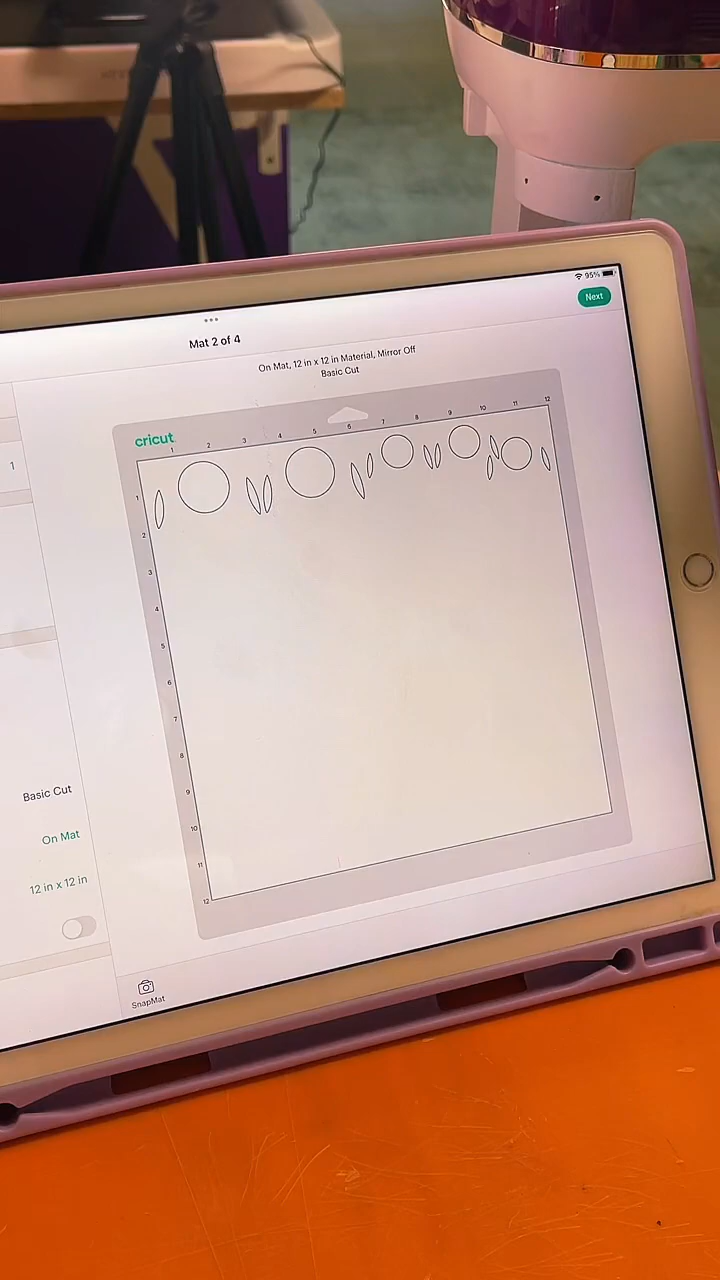 95%
Next
Mat 2 of 4
On Mat, 12 in x 12 in Material, Mirror Off
Basic Cut
cricut
1 2 3 4 5 6 7 8 9 10 11 12
1
1
2
3
4
5
6
7
8
9
10
11
12
Basic Cut
On Mat
12 in x 12 in
SnapMat